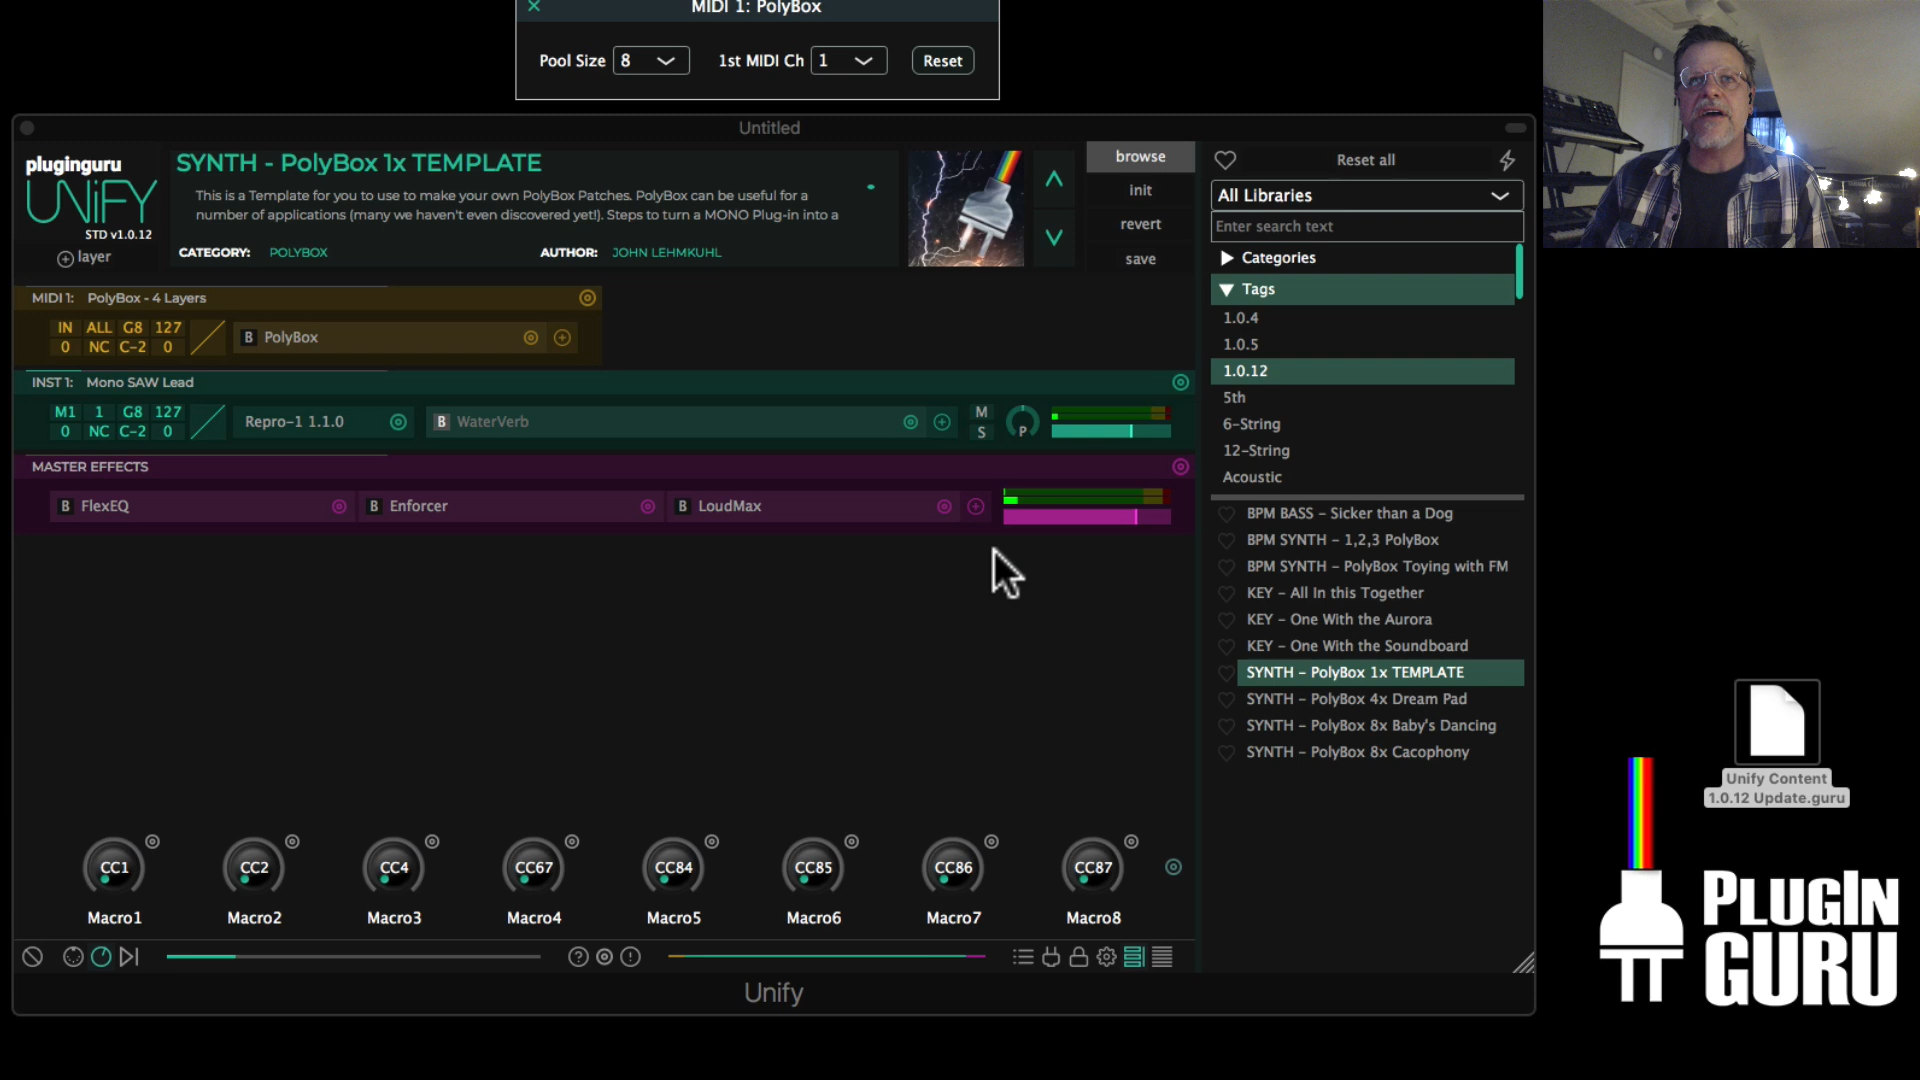 MIDI 1: PolyBox
Pool Size 8 1st MIDI Ch 1 Reset
Untitled
pluginguru
UNiFY
STD v1.0.12
layer
SYNTH - PolyBox 1x TEMPLATE
This is a Template for you to use to make your own PolyBox Patches. PolyBox can be useful for a
number of applications (many we haven't even discovered yet!). Steps to turn a MONO Plug-in into a
CATEGORY: POLYBOX AUTHOR: JOHN LEHMKUHL
browse
init
revert
save
Reset all
All Libraries
Enter search text
Categories
Tags
1.0.4
1.0.5
1.0.12
5th
6-String
12-String
Acoustic
BPM BASS - Sicker than a Dog
BPM SYNTH - 1,2,3 PolyBox
BPM SYNTH - PolyBox Toying with FM
KEY - All In this Together
KEY - One With the Aurora
KEY - One With the Soundboard
SYNTH - PolyBox 1x TEMPLATE
SYNTH - PolyBox 4x Dream Pad
SYNTH - PolyBox 8x Baby's Dancing
SYNTH - PolyBox 8x Cacophony
MIDI 1: PolyBox - 4 Layers
IN ALL G8 127
0 NC C-2 0
B PolyBox
INST 1: Mono SAW Lead
M1 1 G8 127
0 NC C-2 0
Repro-1 1.1.0
B WaterVerb
M
S
P
MASTER EFFECTS
B FlexEQ B Enforcer B LoudMax
CC1 CC2 CC4 CC67 CC84 CC85 CC86 CC87
Macro1 Macro2 Macro3 Macro4 Macro5 Macro6 Macro7 Macro8
Unify
Unify Content
1.0.12 Update.guru
PLUGIN
GURU